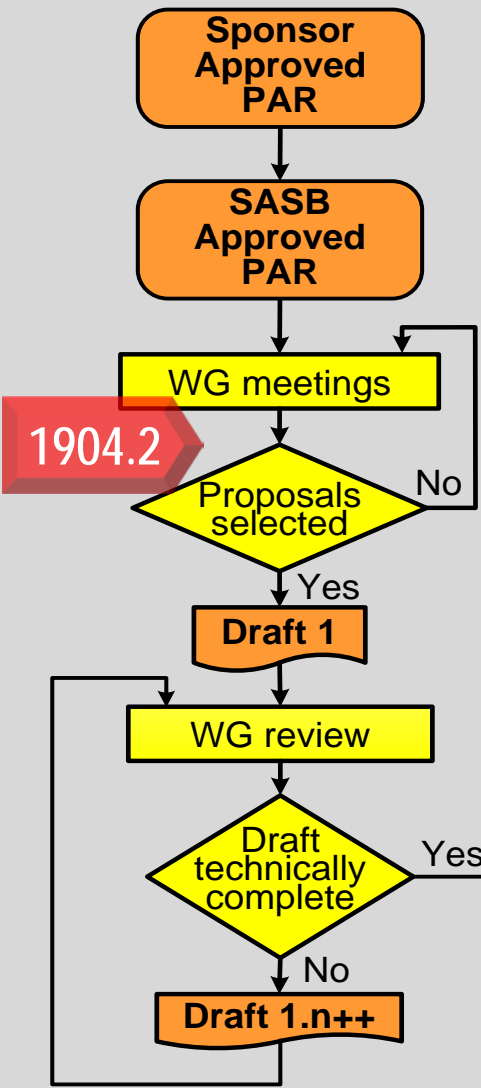 Sponsor
Approved
PAR
SASB
Approved
PAR
WG meetings
1904.2
Proposals
selected
No
Yes
Draft 1
WG review
Draft
technically
complete
Yes
No
Draft 1.n++